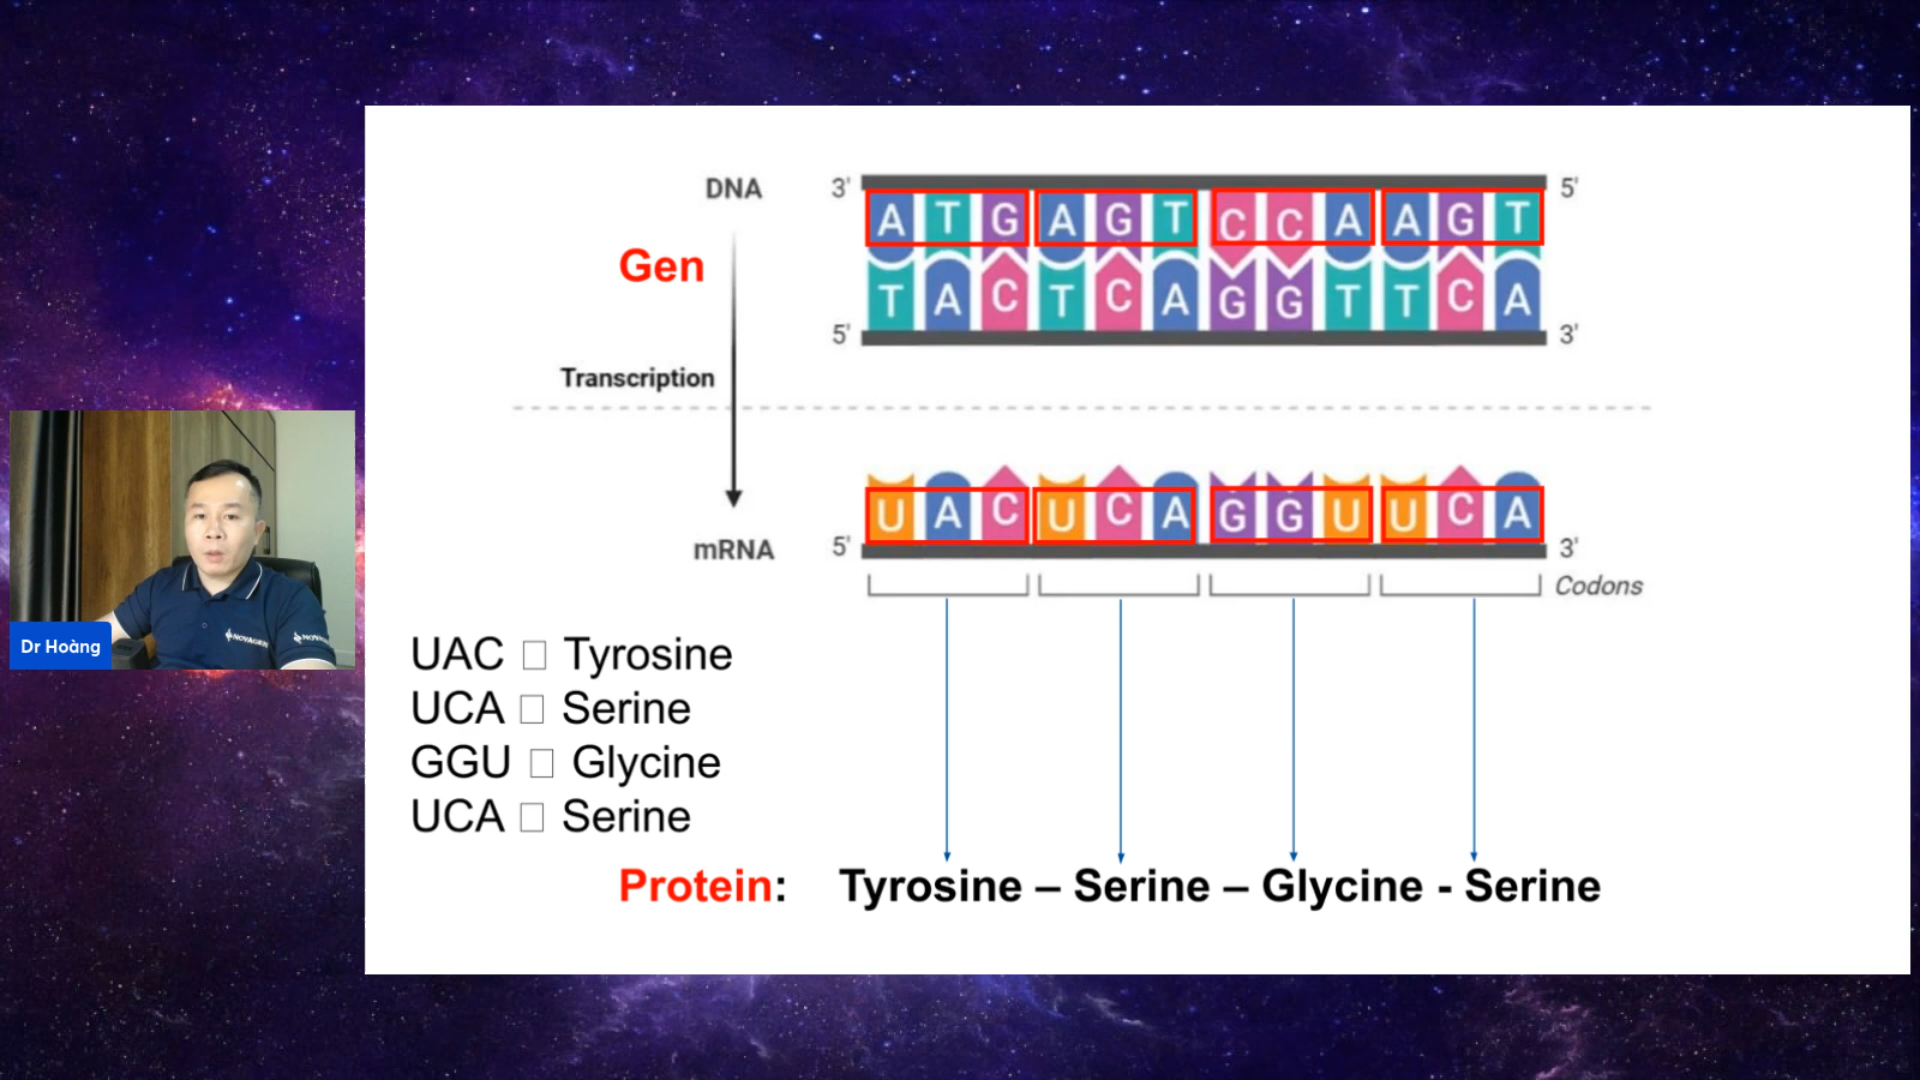 DNA
3'
A T G A G T C C A A G T
5'
Gen
5'
T A C T C A G G T T C A
3'
Transcription
U A C U C A G G U U C A
mRNA
5'
3'
Codons
Dr Hoàng
NOVAGEN
UAC □ Tyrosine
UCA □ Serine
GGU □ Glycine
UCA □ Serine
Protein: Tyrosine – Serine – Glycine - Serine